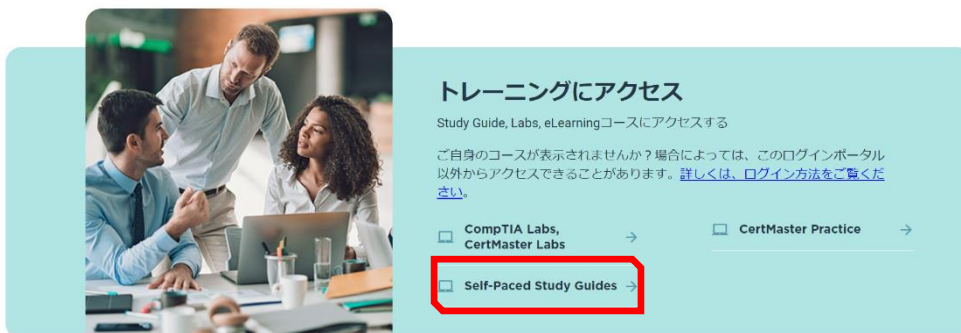 トレーニングにアクセス
Study Guide, Labs, eLearningコースにアクセスする
ご自身のコースが表示されませんか？場合によっては、このログインポータル
以外からアクセスできることがあります。詳しくは、ログイン方法をご覧くだ
さい。
CompTIA Labs,
CertMaster Labs
CertMaster Practice
Self-Paced Study Guides